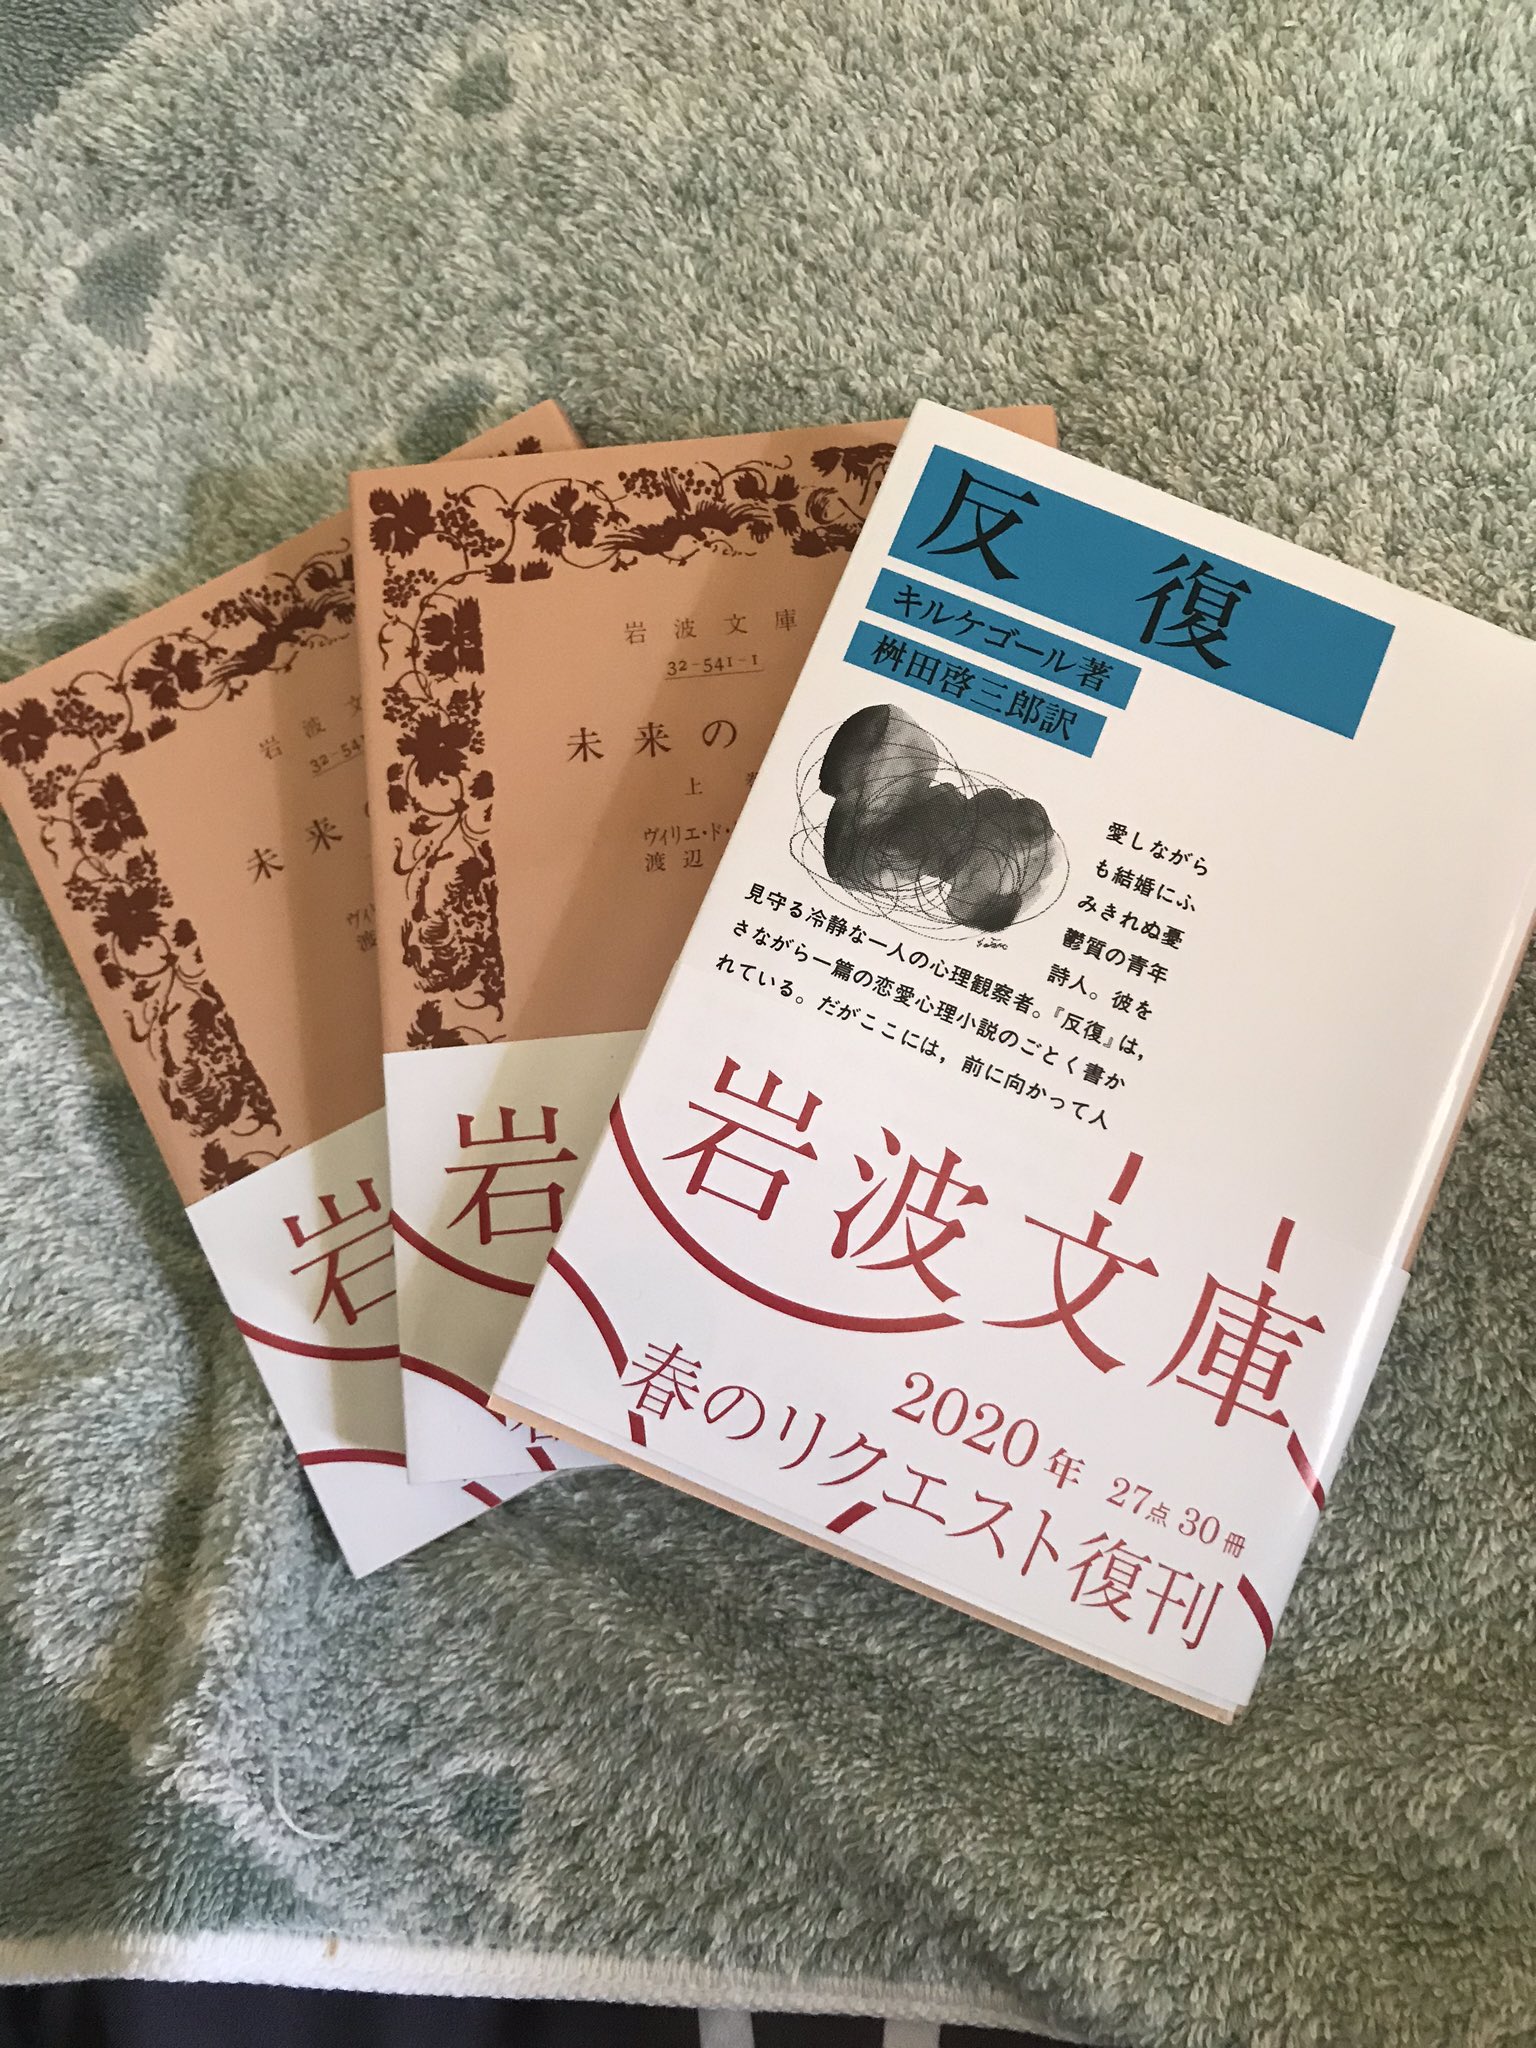 反復
キルケゴール著
桝田啓三郎訳
愛しながら
も結婚にふ
みきれぬ憂
鬱質の青年
詩人。彼を
見守る冷静な一人の心理観察者。『反復』は,
さながら一篇の恋愛心理小説のごとく書か
れている。だがここには,前に向かって人
岩波文庫
2020年 27点30冊
春のリクエスト復刊
岩波文庫
32-541-1
未来の
上
ヴィリエ・ド・
渡辺
岩
岩波文
32-541
未来
ヴィリ
渡
岩